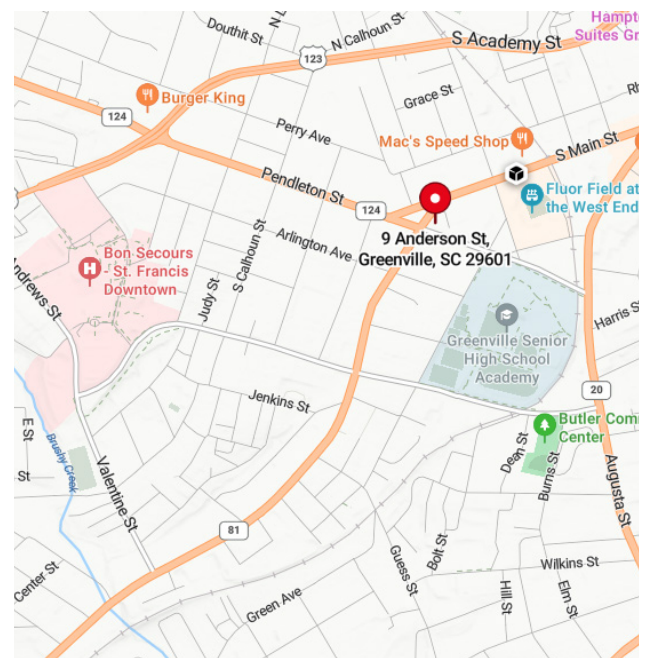 Hampt
Suites Gr
Douthit St
N Calhoun St
S Academy St
123
Burger King
124
Grace St
Perry Ave
Mac's Speed Shop
S Main St
Pendleton St
124
Fluor Field at
the West End
9 Anderson St,
Greenville, SC 29601
Arlington Ave
S Calhoun St
Bon Secours
- St. Francis
Downtown
Andrews St
Judy St
Harris S
Greenville Senior
High School
Academy
20
Jenkins St
Butler Com
Center
E St
Brushy Creek
St
Valentine St
Dean St
Burns St
Augusta St
81
Bolt St
Guess St
Wilkins St
Center St
Green Ave
Hill St
Elm St